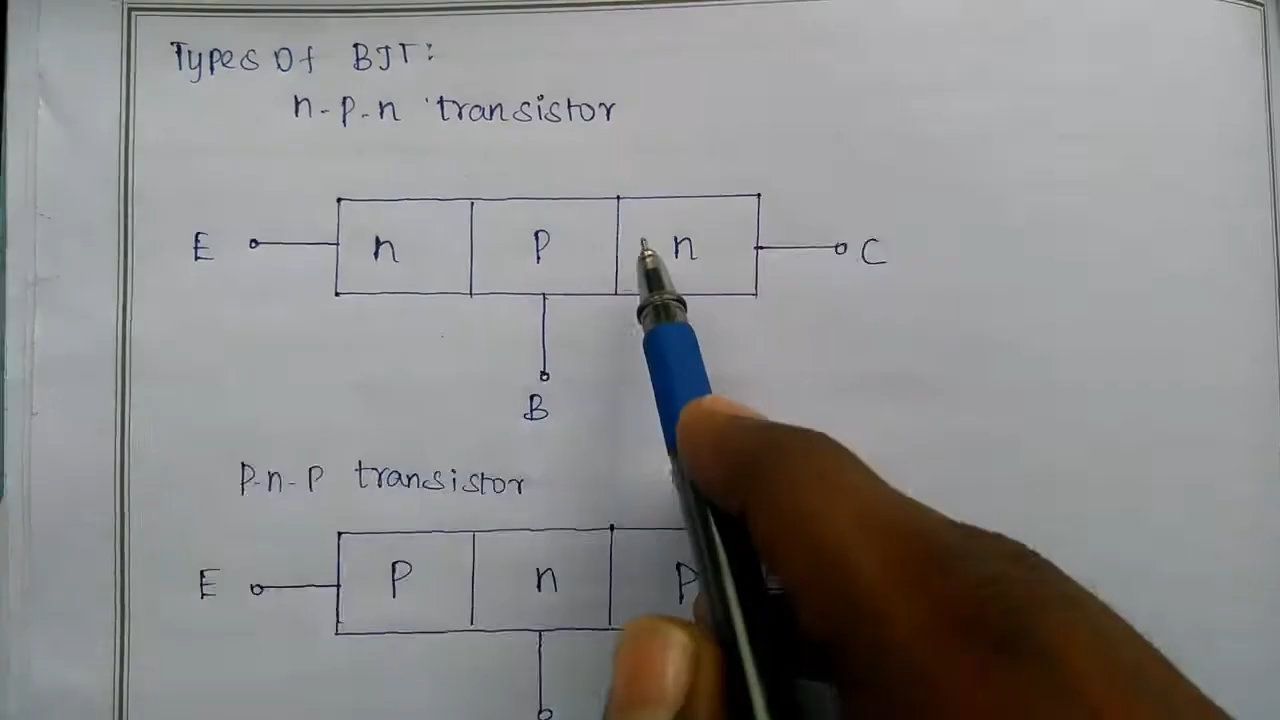 Types Of BJT:
n-p-n transistor
E n P n C
B
P-n-P transistor
E P n P